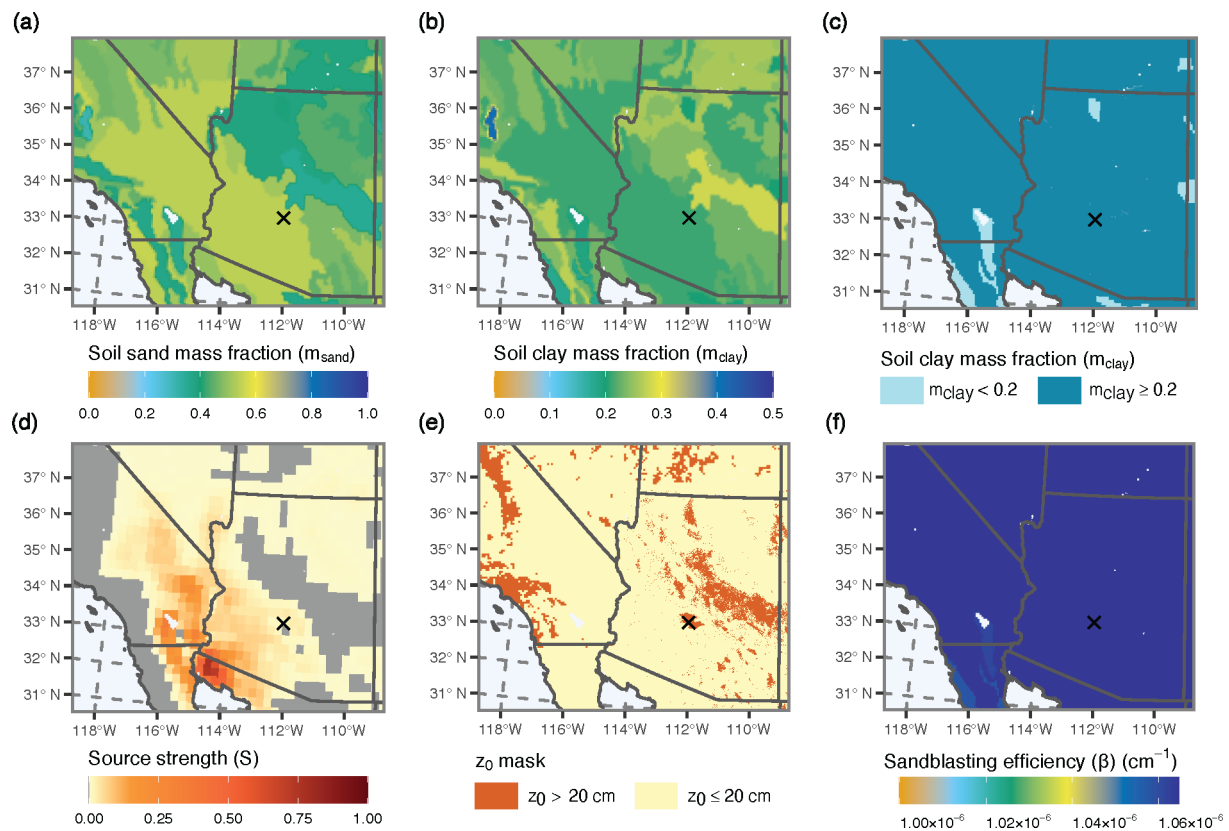 (a)
37° N
36° N
35° N
34° N
33° N
32° N
31° N
118°W 116°W 114°W 112°W 110°W
Soil sand mass fraction (msand)
0.0 0.2 0.4 0.6 0.8 1.0
(b)
37° N
36° N
35° N
34° N
33° N
32° N
31° N
118°W 116°W 114°W 112°W 110°W
Soil clay mass fraction (mclay)
0.0 0.1 0.2 0.3 0.4 0.5
(c)
37° N
36° N
35° N
34° N
33° N
32° N
31° N
118°W 116°W 114°W 112°W 110°W
Soil clay mass fraction (mclay)
mclay < 0.2 mclay ≥ 0.2
(d)
37° N
36° N
35° N
34° N
33° N
32° N
31° N
118°W 116°W 114°W 112°W 110°W
Source strength (S)
0.00 0.25 0.50 0.75 1.00
(e)
37° N
36° N
35° N
34° N
33° N
32° N
31° N
118°W 116°W 114°W 112°W 110°W
z0 mask
z0 > 20 cm z0 ≤ 20 cm
(f)
37° N
36° N
35° N
34° N
33° N
32° N
31° N
118°W 116°W 114°W 112°W 110°W
Sandblasting efficiency (β) (cm⁻¹)
1.00×10⁻⁶ 1.02×10⁻⁶ 1.04×10⁻⁶ 1.06×10⁻⁶